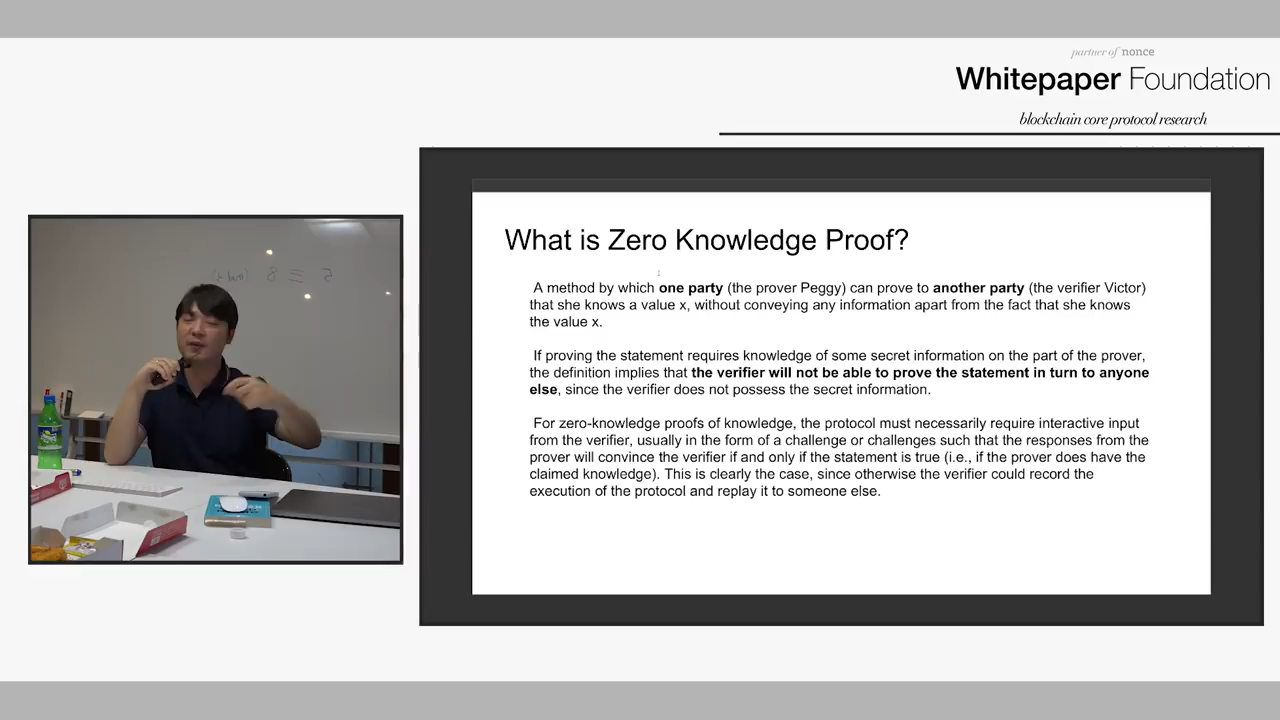 partner of nonce
Whitepaper Foundation
blockchain core protocol research
What is Zero Knowledge Proof?
A method by which one party (the prover Peggy) can prove to another party (the verifier Victor)
that she knows a value x, without conveying any information apart from the fact that she knows
the value x.
If proving the statement requires knowledge of some secret information on the part of the prover,
the definition implies that the verifier will not be able to prove the statement in turn to anyone
else, since the verifier does not possess the secret information.
For zero-knowledge proofs of knowledge, the protocol must necessarily require interactive input
from the verifier, usually in the form of a challenge or challenges such that the responses from the
prover will convince the verifier if and only if the statement is true (i.e., if the prover does have the
claimed knowledge). This is clearly the case, since otherwise the verifier could record the
execution of the protocol and replay it to someone else.